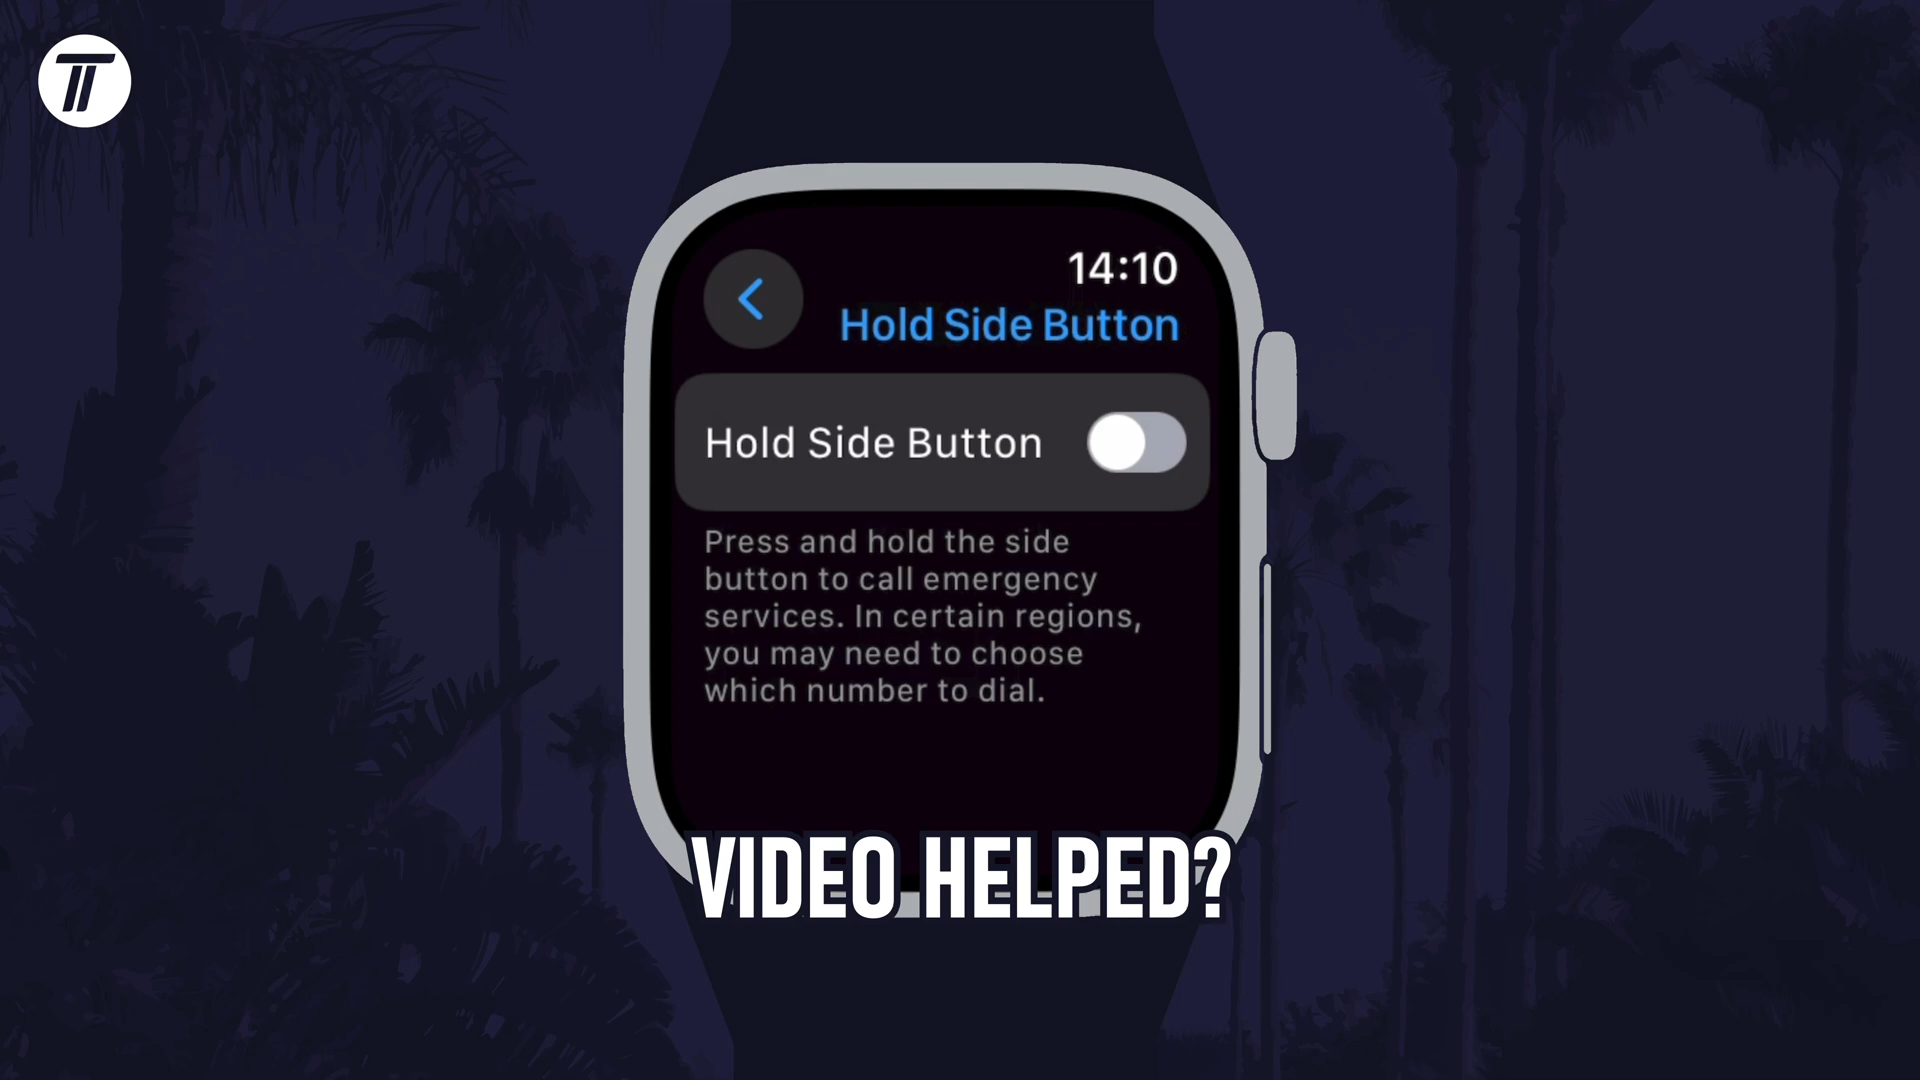 14:10
Hold Side Button
Hold Side Button
Press and hold the side
button to call emergency
services. In certain regions,
you may need to choose
which number to dial.
VIDEO HELPED?